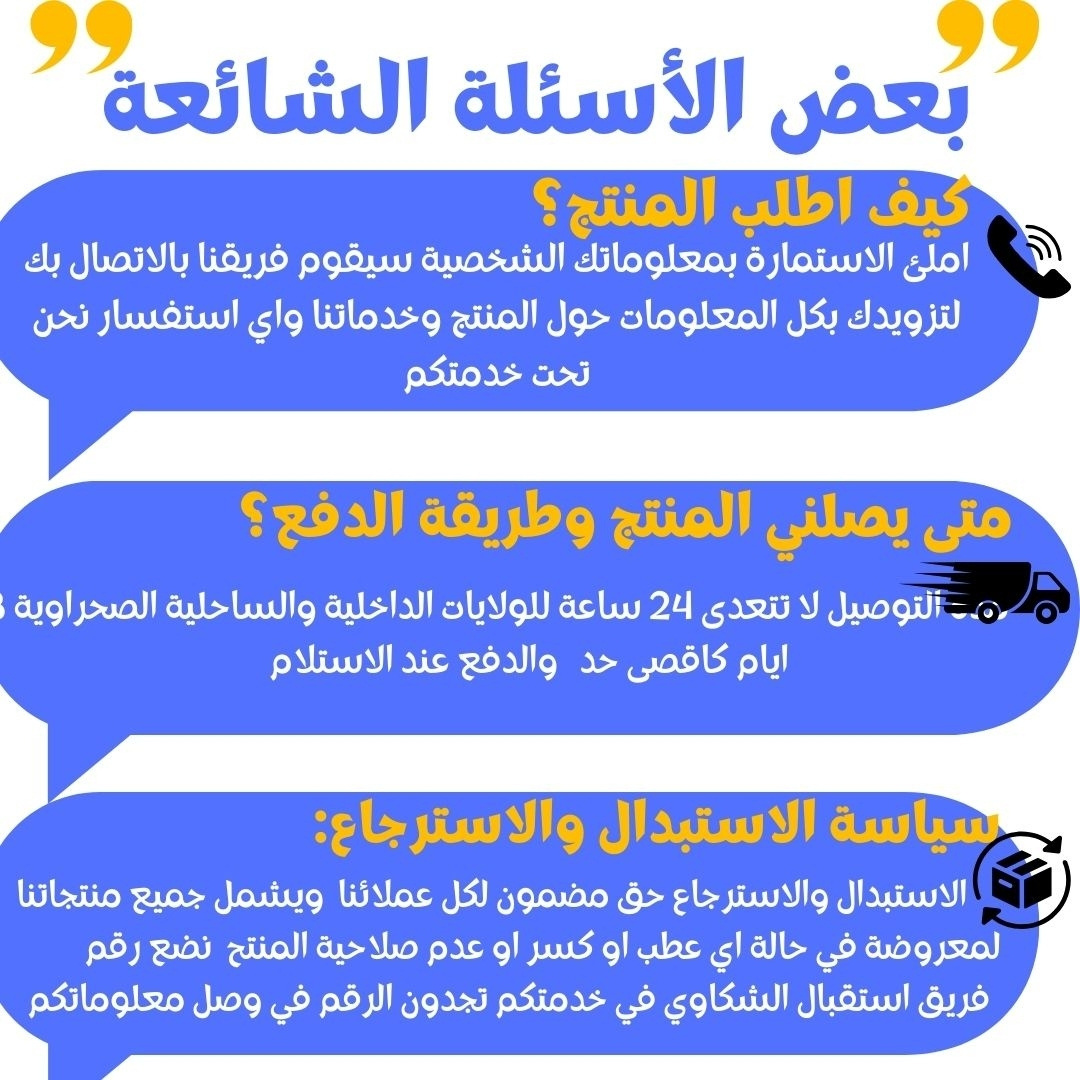 بعض الأسئلة الشائعة
كيف اطلب المنتج؟
املئ الاستمارة بمعلوماتك الشخصية سيقوم فريقنا بالاتصال بك
لتزويدك بكل المعلومات حول المنتج وخدماتنا واي استفسار نحن
تحت خدمتكم
متى يصلني المنتج وطريقة الدفع؟
التوصيل لا تتعدى 24 ساعة للولايات الداخلية والساحلية الصحراوية
ايام كاقصى حد والدفع عند الاستلام
سياسة الاستبدال والاسترجاع:
الاستبدال والاسترجاع حق مضمون لكل عملائنا ويشمل جميع منتجاتنا
لمعروضة في حالة اي عطب او كسر او عدم صلاحية المنتج نضع رقم
فريق استقبال الشكاوي في خدمتكم تجدون الرقم في وصل معلوماتكم